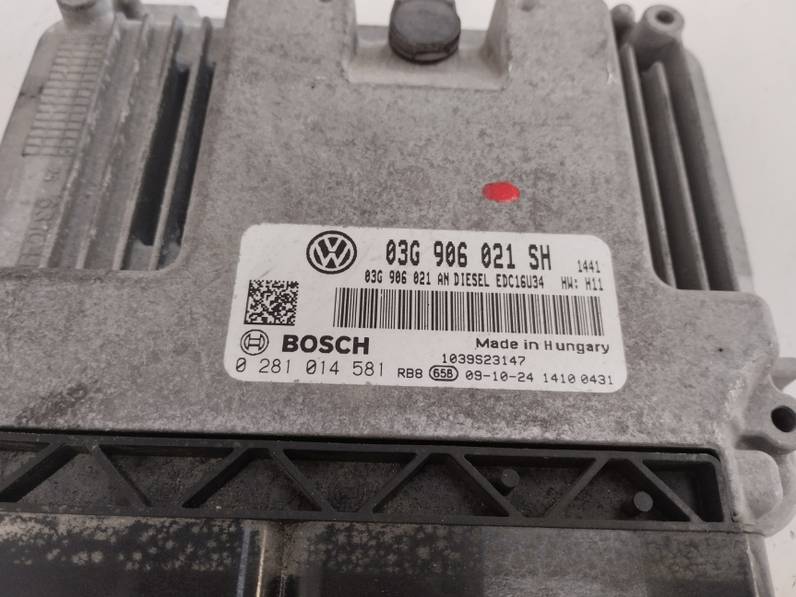 03G 906 021 SH 1441
03G 906 021 AN DIESEL EDC16U34 HW: H11
BOSCH Made in Hungary
1039S23147
0 281 014 581 RB8 65B 09-10-24 1410 0431